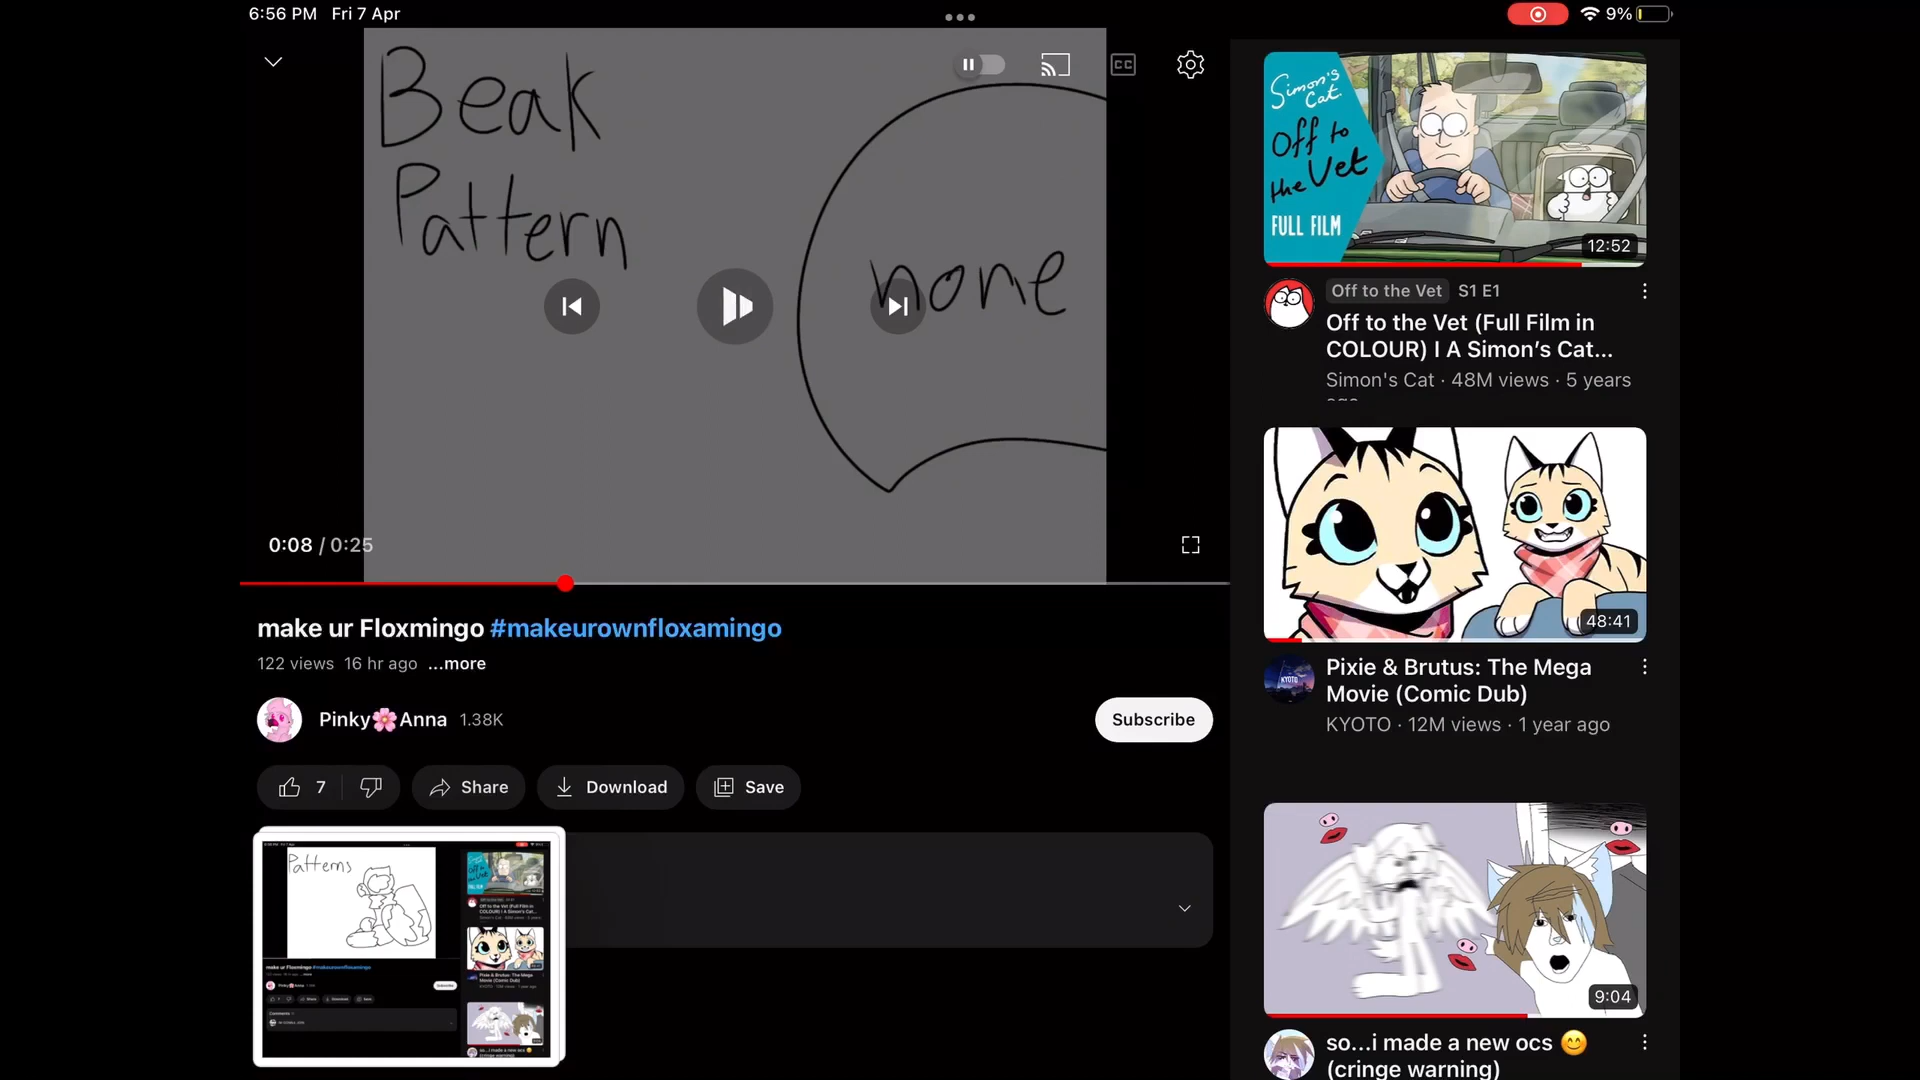 6:56 PM Fri 7 Apr
9%
Beak
Pattern
none
CC
0:08 / 0:25
make ur Floxmingo #makeurownfloxamingo
122 views 16 hr ago ...more
Pinky🌸Anna 1.38K
Subscribe
7
Share
Download
Save
Patterns
Simon's
Cat
Off to
the Vet
FULL FILM
12:52
Off to the Vet S1 E1
Off to the Vet (Full Film in
COLOUR) I A Simon’s Cat...
Simon's Cat · 48M views · 5 years
48:41
KYOTO
Pixie & Brutus: The Mega
Movie (Comic Dub)
KYOTO · 12M views · 1 year ago
9:04
so...i made a new ocs 😊
(cringe warning)